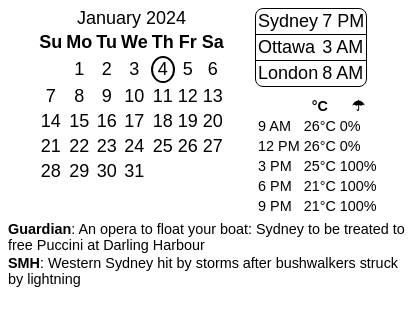 January 2024
Su Mo Tu We Th Fr Sa
1 2 3 4 5 6
7 8 9 10 11 12 13
14 15 16 17 18 19 20
21 22 23 24 25 26 27
28 29 30 31
Sydney 7 PM
Ottawa 3 AM
London 8 AM
°C ☂
9 AM 26°C 0%
12 PM 26°C 0%
3 PM 25°C 100%
6 PM 21°C 100%
9 PM 21°C 100%
Guardian: An opera to float your boat: Sydney to be treated to
free Puccini at Darling Harbour
SMH: Western Sydney hit by storms after bushwalkers struck
by lightning